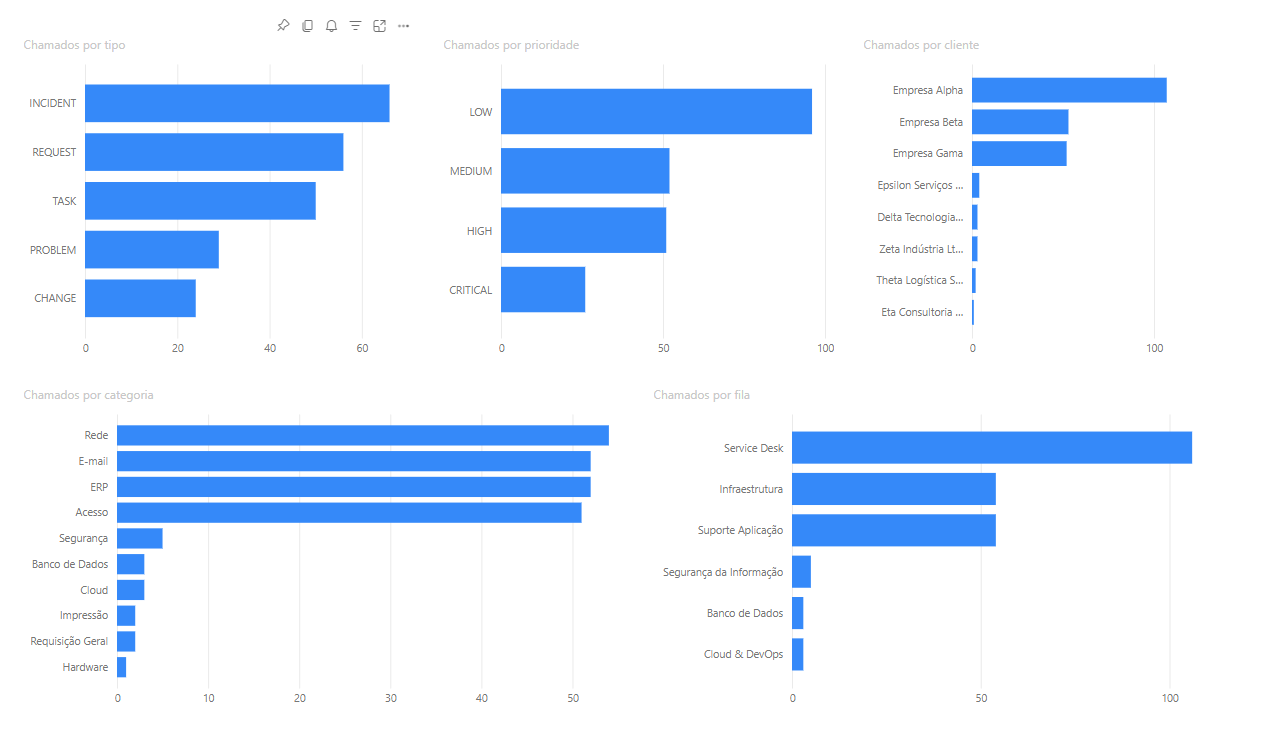 Chamados por tipo
INCIDENT
REQUEST
TASK
PROBLEM
CHANGE
0 20 40 60
Chamados por prioridade
LOW
MEDIUM
HIGH
CRITICAL
0 50 100
Chamados por cliente
Empresa Alpha
Empresa Beta
Empresa Gama
Epsilon Serviços ...
Delta Tecnologia...
Zeta Indústria Lt...
Theta Logística S...
Eta Consultoria ...
0 100
Chamados por categoria
Rede
E-mail
ERP
Acesso
Segurança
Banco de Dados
Cloud
Impressão
Requisição Geral
Hardware
0 10 20 30 40 50
Chamados por fila
Service Desk
Infraestrutura
Suporte Aplicação
Segurança da Informação
Banco de Dados
Cloud & DevOps
0 50 100